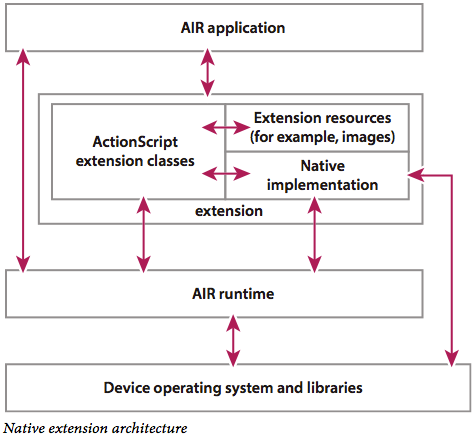 AIR application
ActionScript
extension classes
Extension resources
(for example, images)
Native
implementation
extension
AIR runtime
Device operating system and libraries
Native extension architecture